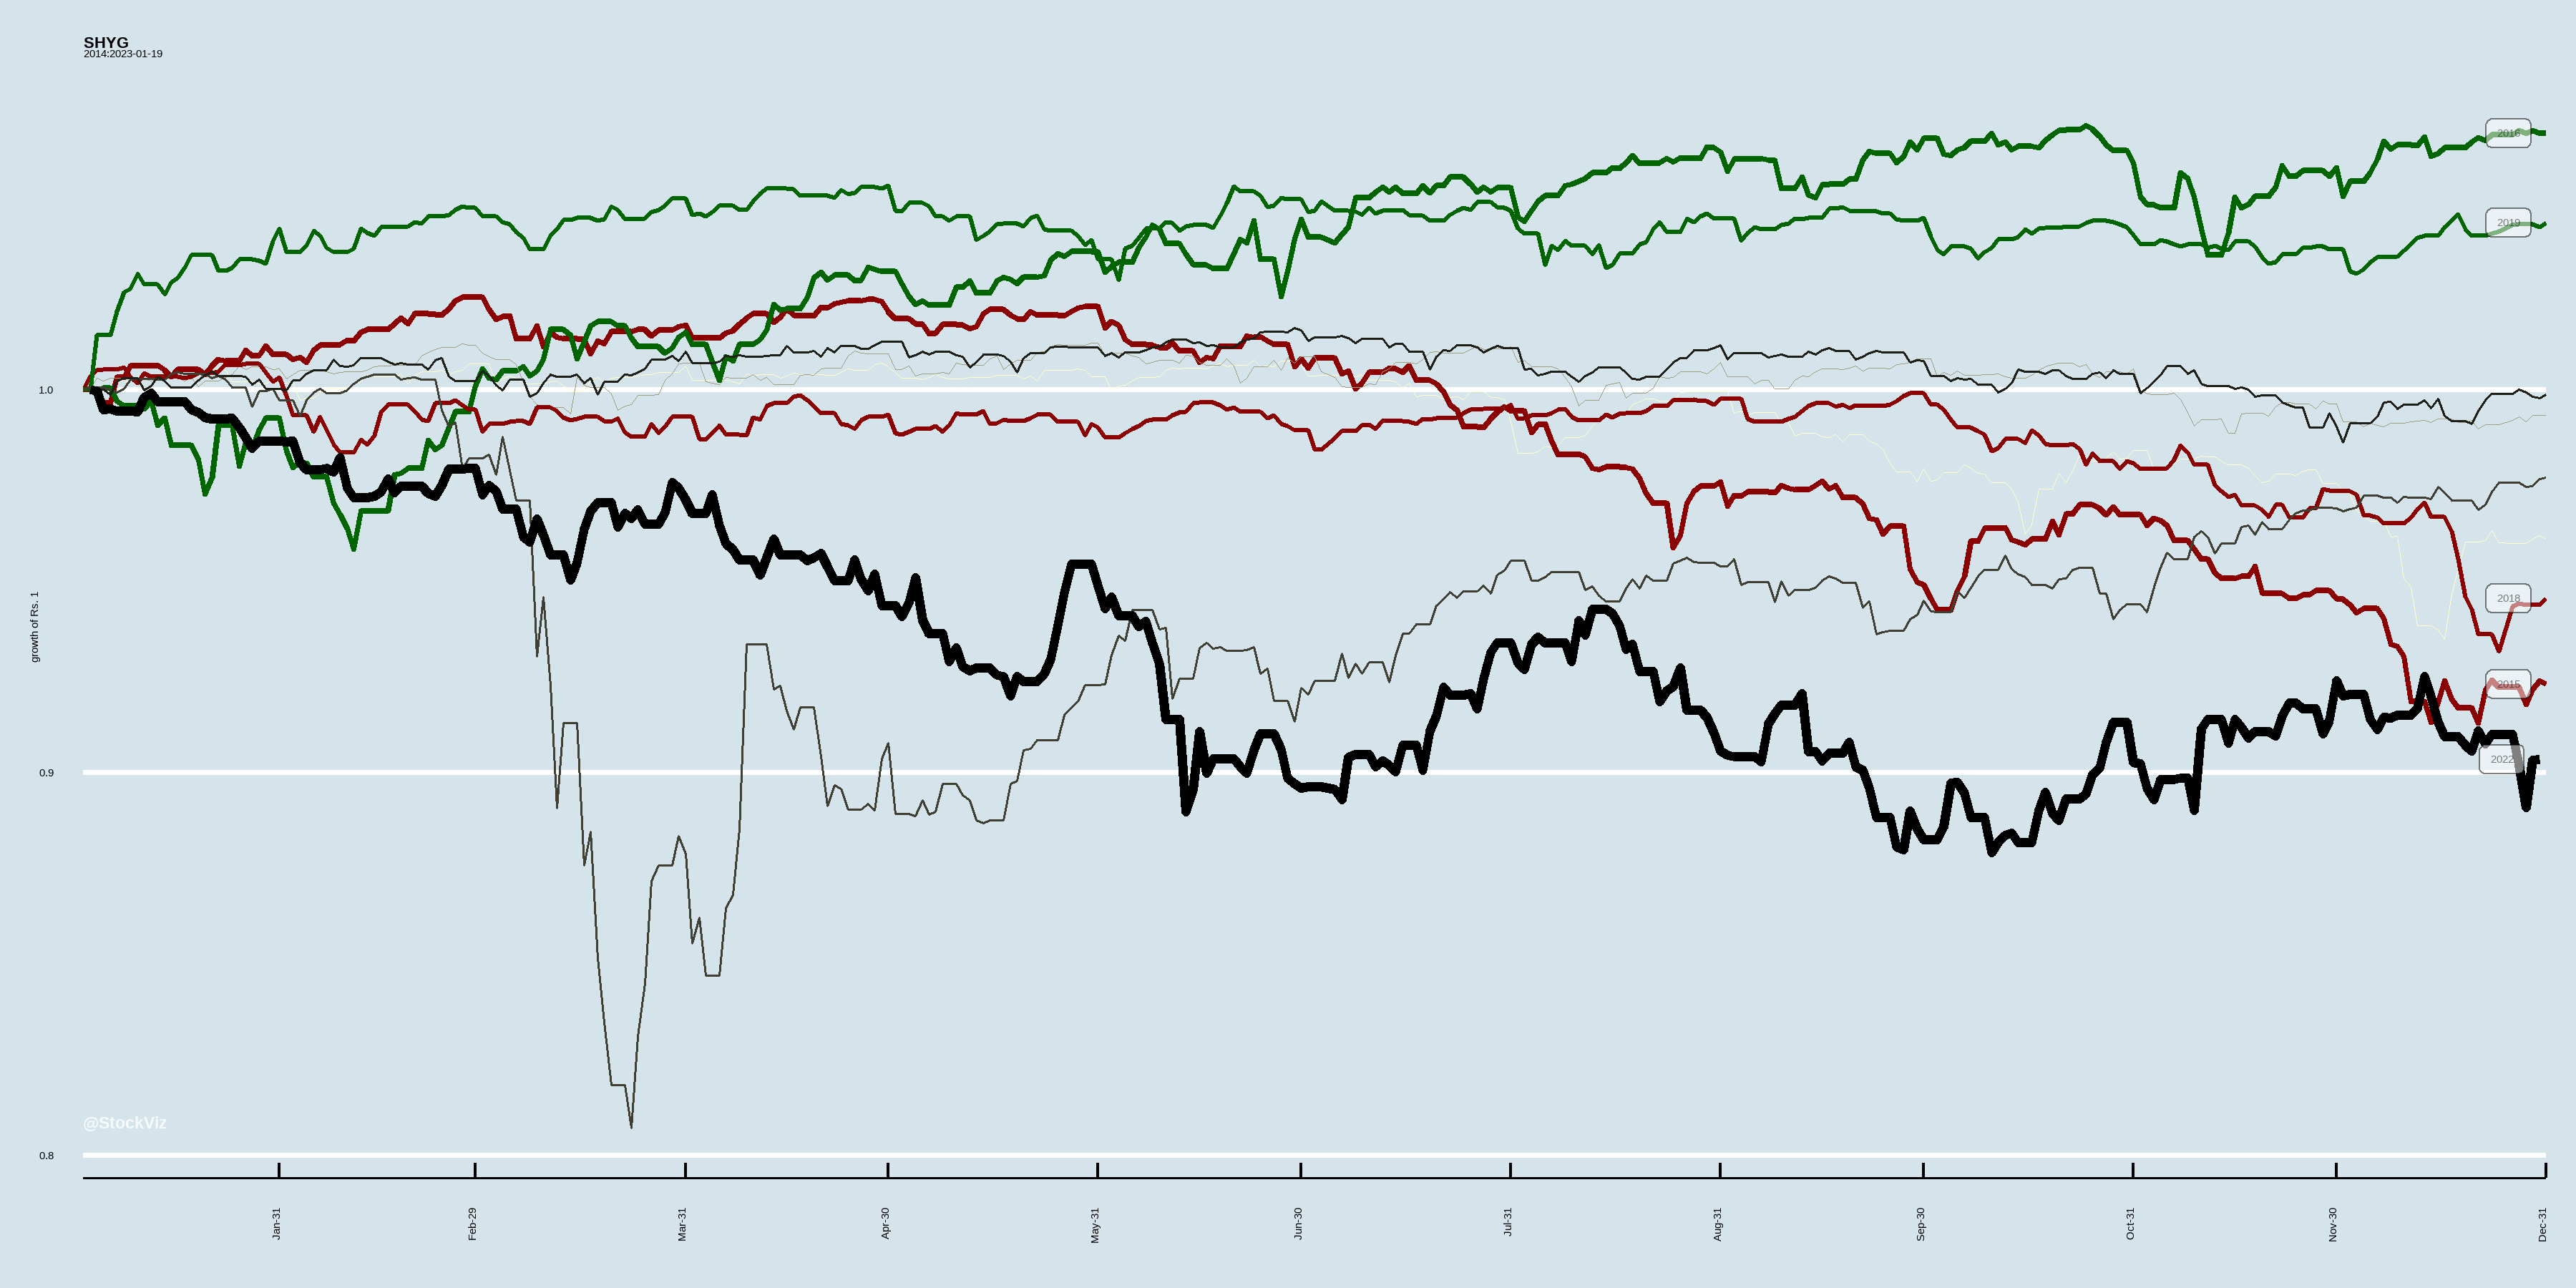 SHYG
2014:2023-01-19
2016
2019
1.0
growth of Rs. 1
2018
2015
2022
0.9
@StockViz
0.8
Jan-31
Feb-29
Mar-31
Apr-30
May-31
Jun-30
Jul-31
Aug-31
Sep-30
Oct-31
Nov-30
Dec-31